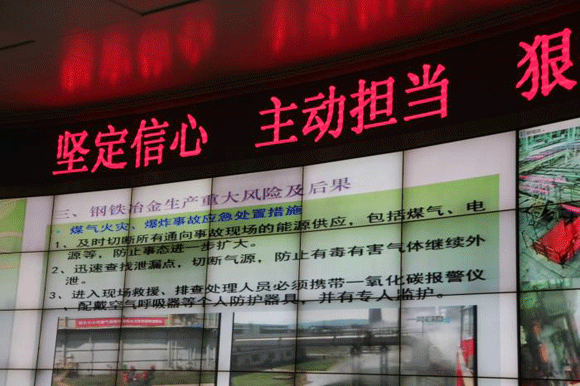 坚定信心 主动担当 狠
三、钢铁冶金生产重大风险及后果
• 煤气火灾、爆炸事故应急处置措施
1、及时切断所有通向事故现场的能源供应，包括煤气、电
源等，防止事态进一步扩大。
2、迅速查找泄漏点，切断气源，防止有毒有害气体继续外
泄。
3、进入现场救援、排查处理人员必须携带一氧化碳报警仪
、配戴空气呼吸器等个人防护器具，并有专人监护。